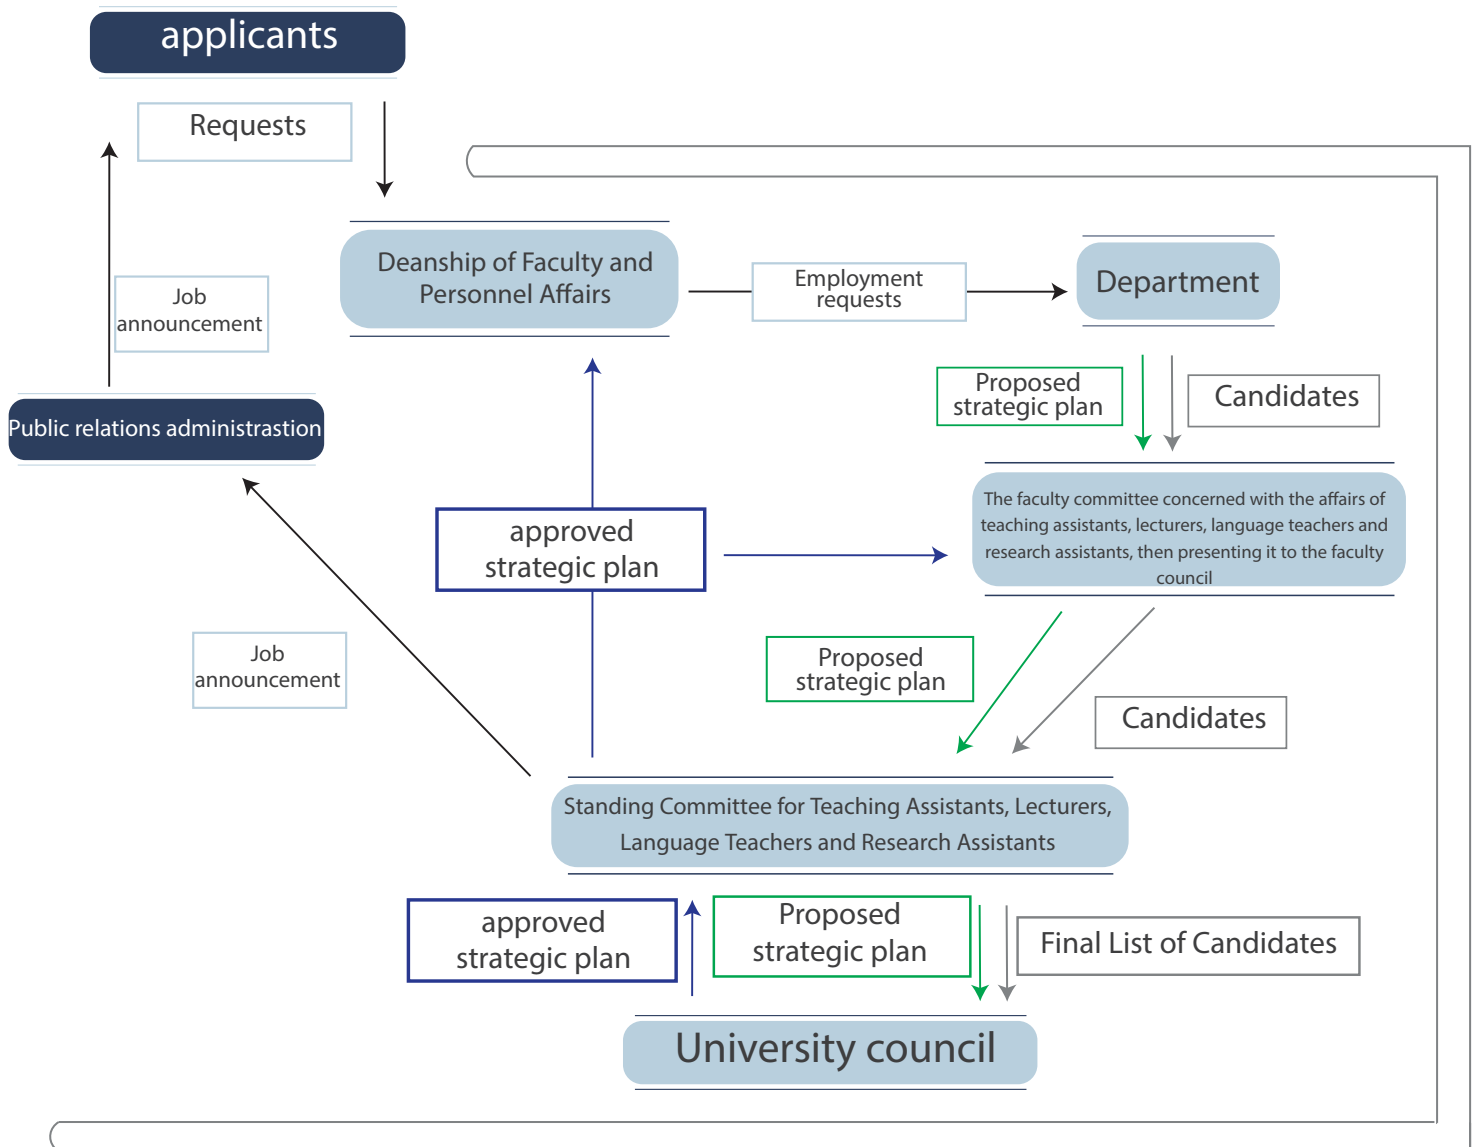 applicants
Requests
Deanship of Faculty and
Personnel Affairs
Employment
requests
Department
Job
announcement
Proposed
strategic plan
Candidates
Public relations administrastion
The faculty committee concerned with the affairs of
teaching assistants, lecturers, language teachers and
research assistants, then presenting it to the faculty
council
approved
strategic plan
Job
announcement
Proposed
strategic plan
Candidates
Standing Committee for Teaching Assistants, Lecturers,
Language Teachers and Research Assistants
approved
strategic plan
Proposed
strategic plan
Final List of Candidates
University council